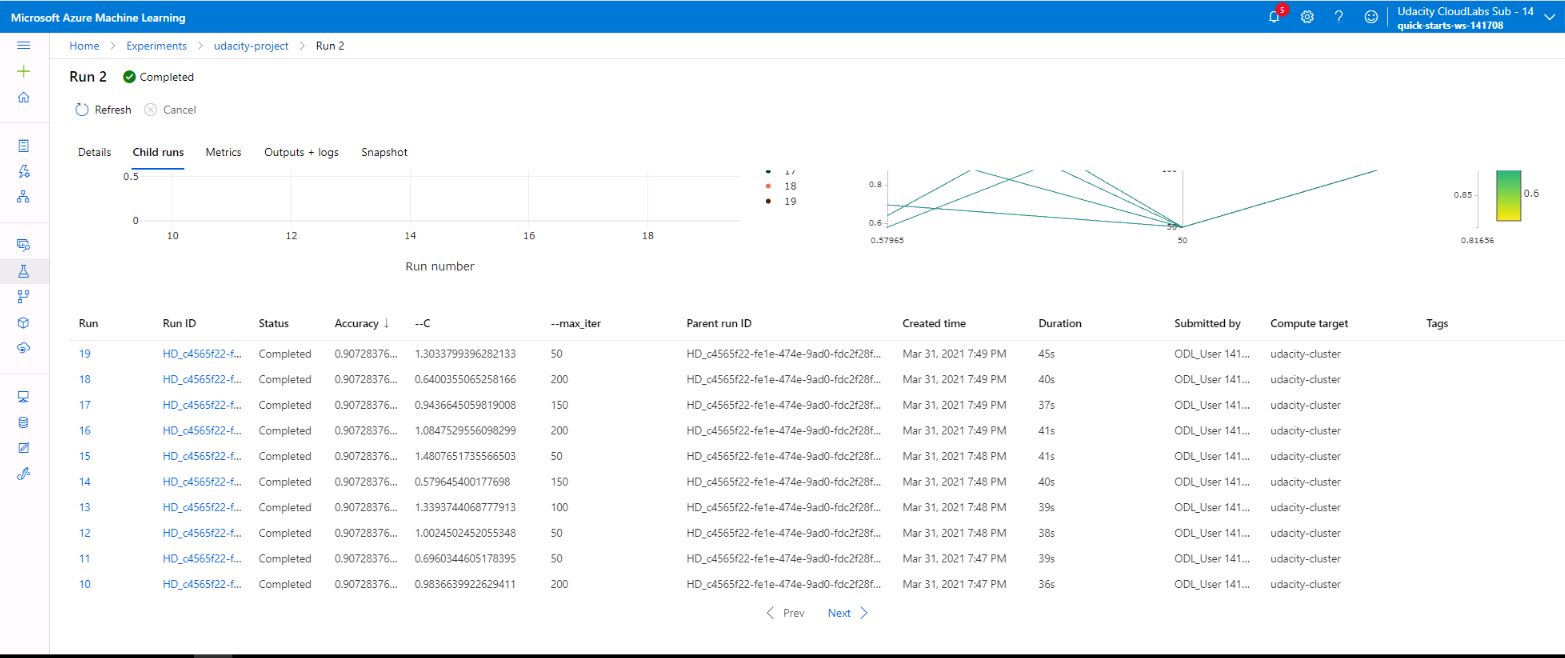 Microsoft Azure Machine Learning
5
Udacity CloudLabs Sub - 14
quick-starts-ws-141708
Home > Experiments > udacity-project > Run 2
Run 2 Completed
Refresh Cancel
Details Child runs Metrics Outputs + logs Snapshot
0.5
0
10 12 14 16 18
Run number
17
18
19
0.8
0.6
0.57965
100
50
50
0.85
0.81656
0.6
Run Run ID Status Accuracy ↓ --C --max_iter Parent run ID Created time Duration Submitted by Compute target Tags
19 HD_c4565f22-f... Completed 0.90728376... 1.3033799396282133 50 HD_c4565f22-fe1e-474e-9ad0-fdc2f28f... Mar 31, 2021 7:49 PM 45s ODL_User 141... udacity-cluster
18 HD_c4565f22-f... Completed 0.90728376... 0.6400355065258166 200 HD_c4565f22-fe1e-474e-9ad0-fdc2f28f... Mar 31, 2021 7:49 PM 40s ODL_User 141... udacity-cluster
17 HD_c4565f22-f... Completed 0.90728376... 0.9436645059819008 150 HD_c4565f22-fe1e-474e-9ad0-fdc2f28f... Mar 31, 2021 7:49 PM 37s ODL_User 141... udacity-cluster
16 HD_c4565f22-f... Completed 0.90728376... 1.0847529556098299 200 HD_c4565f22-fe1e-474e-9ad0-fdc2f28f... Mar 31, 2021 7:49 PM 41s ODL_User 141... udacity-cluster
15 HD_c4565f22-f... Completed 0.90728376... 1.4807651735566503 50 HD_c4565f22-fe1e-474e-9ad0-fdc2f28f... Mar 31, 2021 7:48 PM 41s ODL_User 141... udacity-cluster
14 HD_c4565f22-f... Completed 0.90728376... 0.579645400177698 150 HD_c4565f22-fe1e-474e-9ad0-fdc2f28f... Mar 31, 2021 7:48 PM 40s ODL_User 141... udacity-cluster
13 HD_c4565f22-f... Completed 0.90728376... 1.3393744068777913 100 HD_c4565f22-fe1e-474e-9ad0-fdc2f28f... Mar 31, 2021 7:48 PM 39s ODL_User 141... udacity-cluster
12 HD_c4565f22-f... Completed 0.90728376... 1.0024502452055348 50 HD_c4565f22-fe1e-474e-9ad0-fdc2f28f... Mar 31, 2021 7:48 PM 38s ODL_User 141... udacity-cluster
11 HD_c4565f22-f... Completed 0.90728376... 0.6960344605178395 50 HD_c4565f22-fe1e-474e-9ad0-fdc2f28f... Mar 31, 2021 7:47 PM 39s ODL_User 141... udacity-cluster
10 HD_c4565f22-f... Completed 0.90728376... 0.9836639922629411 200 HD_c4565f22-fe1e-474e-9ad0-fdc2f28f... Mar 31, 2021 7:47 PM 36s ODL_User 141... udacity-cluster
< Prev Next >